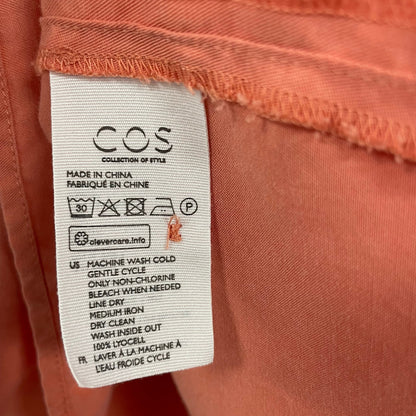 COS
COLLECTION OF STYLE
MADE IN CHINA
FABRIQUÉ EN CHINE
30 P
clevercare.info
US MACHINE WASH COLD
GENTLE CYCLE
ONLY NON-CHLORINE
BLEACH WHEN NEEDED
LINE DRY
MEDIUM IRON
DRY CLEAN
WASH INSIDE OUT
100% LYOCELL
FR LAVER À LA MACHINE À
L'EAU FROIDE CYCLE